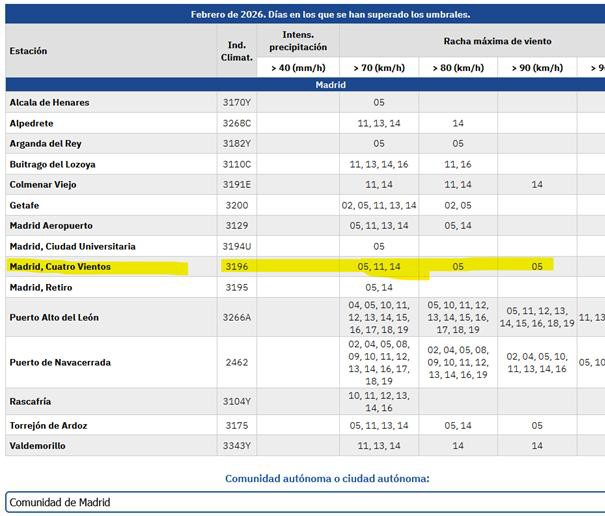 Febrero de 2026. Días en los que se han superado los umbrales.
Estación Ind. Climat. Intens. precipitación Racha máxima de viento
> 40 (mm/h) > 70 (km/h) > 80 (km/h) > 90 (km/h)
Madrid
Alcala de Henares 3170Y 05
Alpedrete 3268C 11, 13, 14 14
Arganda del Rey 3182Y 05 05
Buitrago del Lozoya 3110C 11, 13, 14, 16 11, 16
Colmenar Viejo 3191E 11, 14 11, 14 14
Getafe 3200 02, 05, 11, 13, 14 02, 05
Madrid Aeropuerto 3129 05, 11, 13, 14 05, 14
Madrid, Ciudad Universitaria 3194U 05
Madrid, Cuatro Vientos 3196 05, 11, 14 05 05
Madrid, Retiro 3195 05, 14
Puerto Alto del León 3266A 04, 05, 10, 11, 12, 13, 14, 15, 16, 17, 18, 19 05, 10, 11, 12, 13, 14, 15, 16, 17, 18, 19 05, 11, 12, 13, 14, 15, 16, 18, 19 11, 13
Puerto de Navacerrada 2462 02, 04, 05, 08, 09, 10, 11, 12, 13, 14, 16, 17, 18, 19 02, 04, 05, 08, 09, 10, 11, 12, 13, 14, 16, 19 02, 04, 05, 10, 11, 13, 14, 16 05, 10
Rascafría 3104Y 10, 11, 12, 13, 14, 16
Torrejón de Ardoz 3175 05, 11, 13, 14 05, 14 05
Valdemorillo 3343Y 11, 13, 14 14 14
Comunidad autónoma o ciudad autónoma:
Comunidad de Madrid